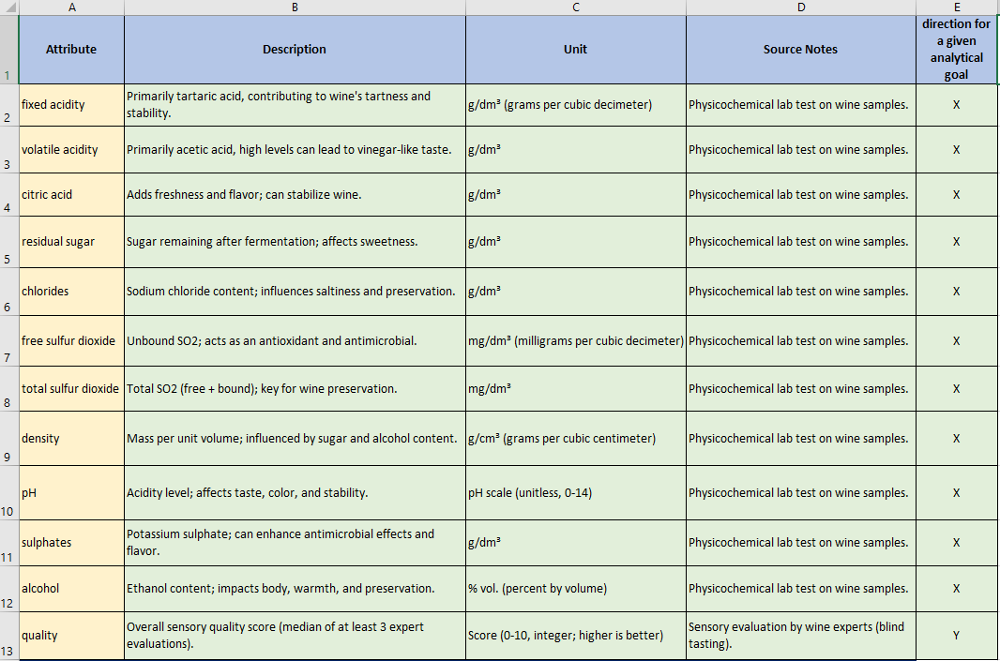 A B C D E
1 Attribute Description Unit Source Notes direction for
a given
analytical
goal
2 fixed acidity Primarily tartaric acid, contributing to wine's tartness and
stability. g/dm³ (grams per cubic decimeter) Physicochemical lab test on wine samples. X
3 volatile acidity Primarily acetic acid, high levels can lead to vinegar-like taste. g/dm³ Physicochemical lab test on wine samples. X
4 citric acid Adds freshness and flavor; can stabilize wine. g/dm³ Physicochemical lab test on wine samples. X
5 residual sugar Sugar remaining after fermentation; affects sweetness. g/dm³ Physicochemical lab test on wine samples. X
6 chlorides Sodium chloride content; influences saltiness and preservation. g/dm³ Physicochemical lab test on wine samples. X
7 free sulfur dioxide Unbound SO2; acts as an antioxidant and antimicrobial. mg/dm³ (milligrams per cubic decimeter) Physicochemical lab test on wine samples. X
8 total sulfur dioxide Total SO2 (free + bound); key for wine preservation. mg/dm³ Physicochemical lab test on wine samples. X
9 density Mass per unit volume; influenced by sugar and alcohol content. g/cm³ (grams per cubic centimeter) Physicochemical lab test on wine samples. X
10 pH Acidity level; affects taste, color, and stability. pH scale (unitless, 0-14) Physicochemical lab test on wine samples. X
11 sulphates Potassium sulphate; can enhance antimicrobial effects and
flavor. g/dm³ Physicochemical lab test on wine samples. X
12 alcohol Ethanol content; impacts body, warmth, and preservation. % vol. (percent by volume) Physicochemical lab test on wine samples. X
13 quality Overall sensory quality score (median of at least 3 expert
evaluations). Score (0-10, integer; higher is better) Sensory evaluation by wine experts (blind
tasting). Y